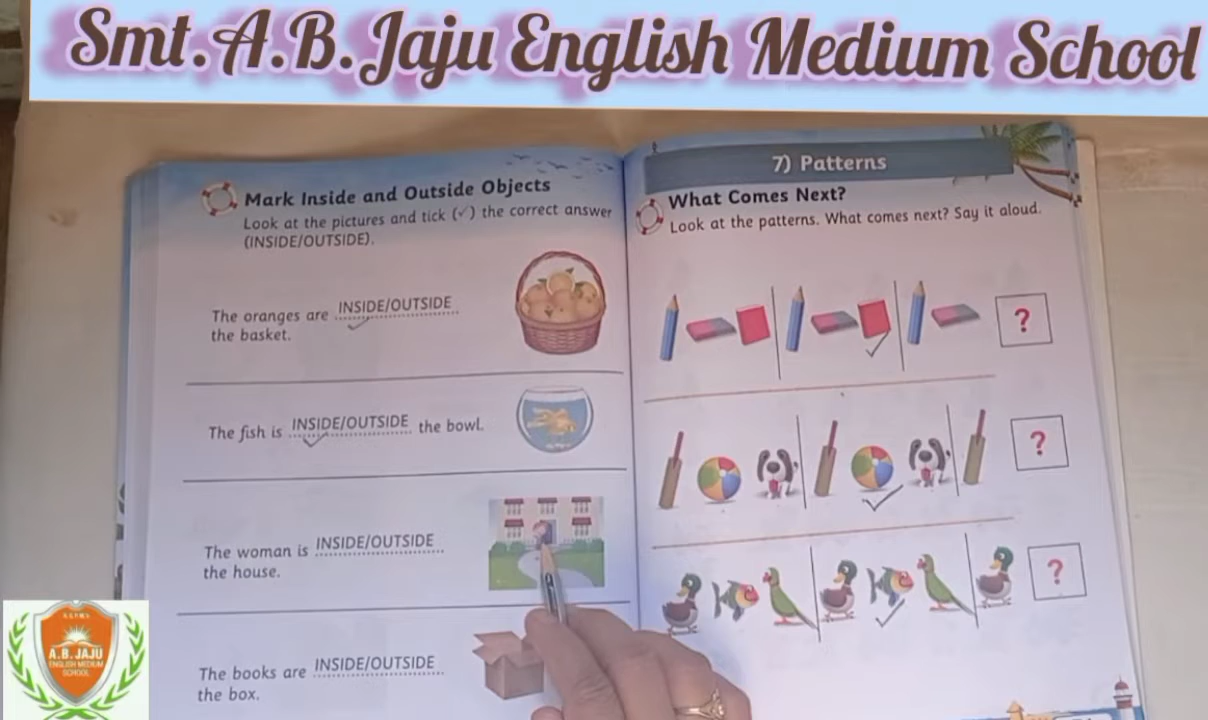 Smt.A.B.Jaju English Medium School
Mark Inside and Outside Objects
Look at the pictures and tick (✓) the correct answer
(INSIDE/OUTSIDE).
The oranges are INSIDE/OUTSIDE
the basket.
The fish is INSIDE/OUTSIDE the bowl.
The woman is INSIDE/OUTSIDE
the house.
The books are INSIDE/OUTSIDE
the box.
7) Patterns
What Comes Next?
Look at the patterns. What comes next? Say it aloud.
?
?
?
A.B. JAJU
ENGLISH MEDIUM
SCHOOL